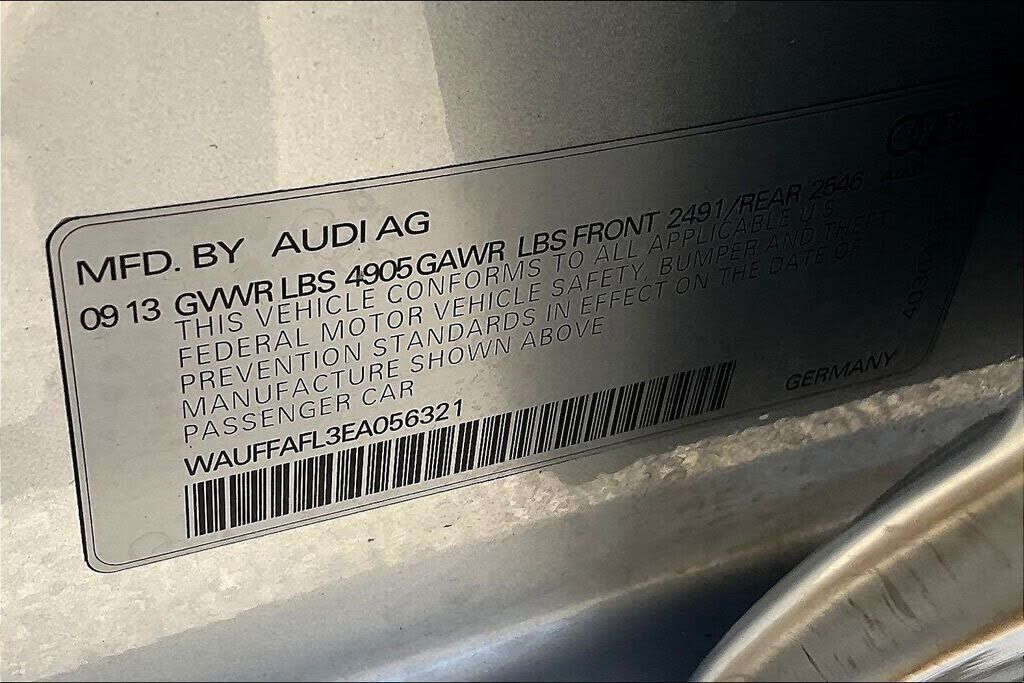 MFD. BY AUDI AG
09 13 GVWR LBS 4905 GAWR LBS FRONT 2491/REAR 2546
THIS VEHICLE CONFORMS TO ALL APPLICABLE U.S.
FEDERAL MOTOR VEHICLE SAFETY, BUMPER AND THEFT
PREVENTION STANDARDS IN EFFECT ON THE DATE OF
MANUFACTURE SHOWN ABOVE
PASSENGER CAR
WAUFFAFL3EA056321
GERMANY